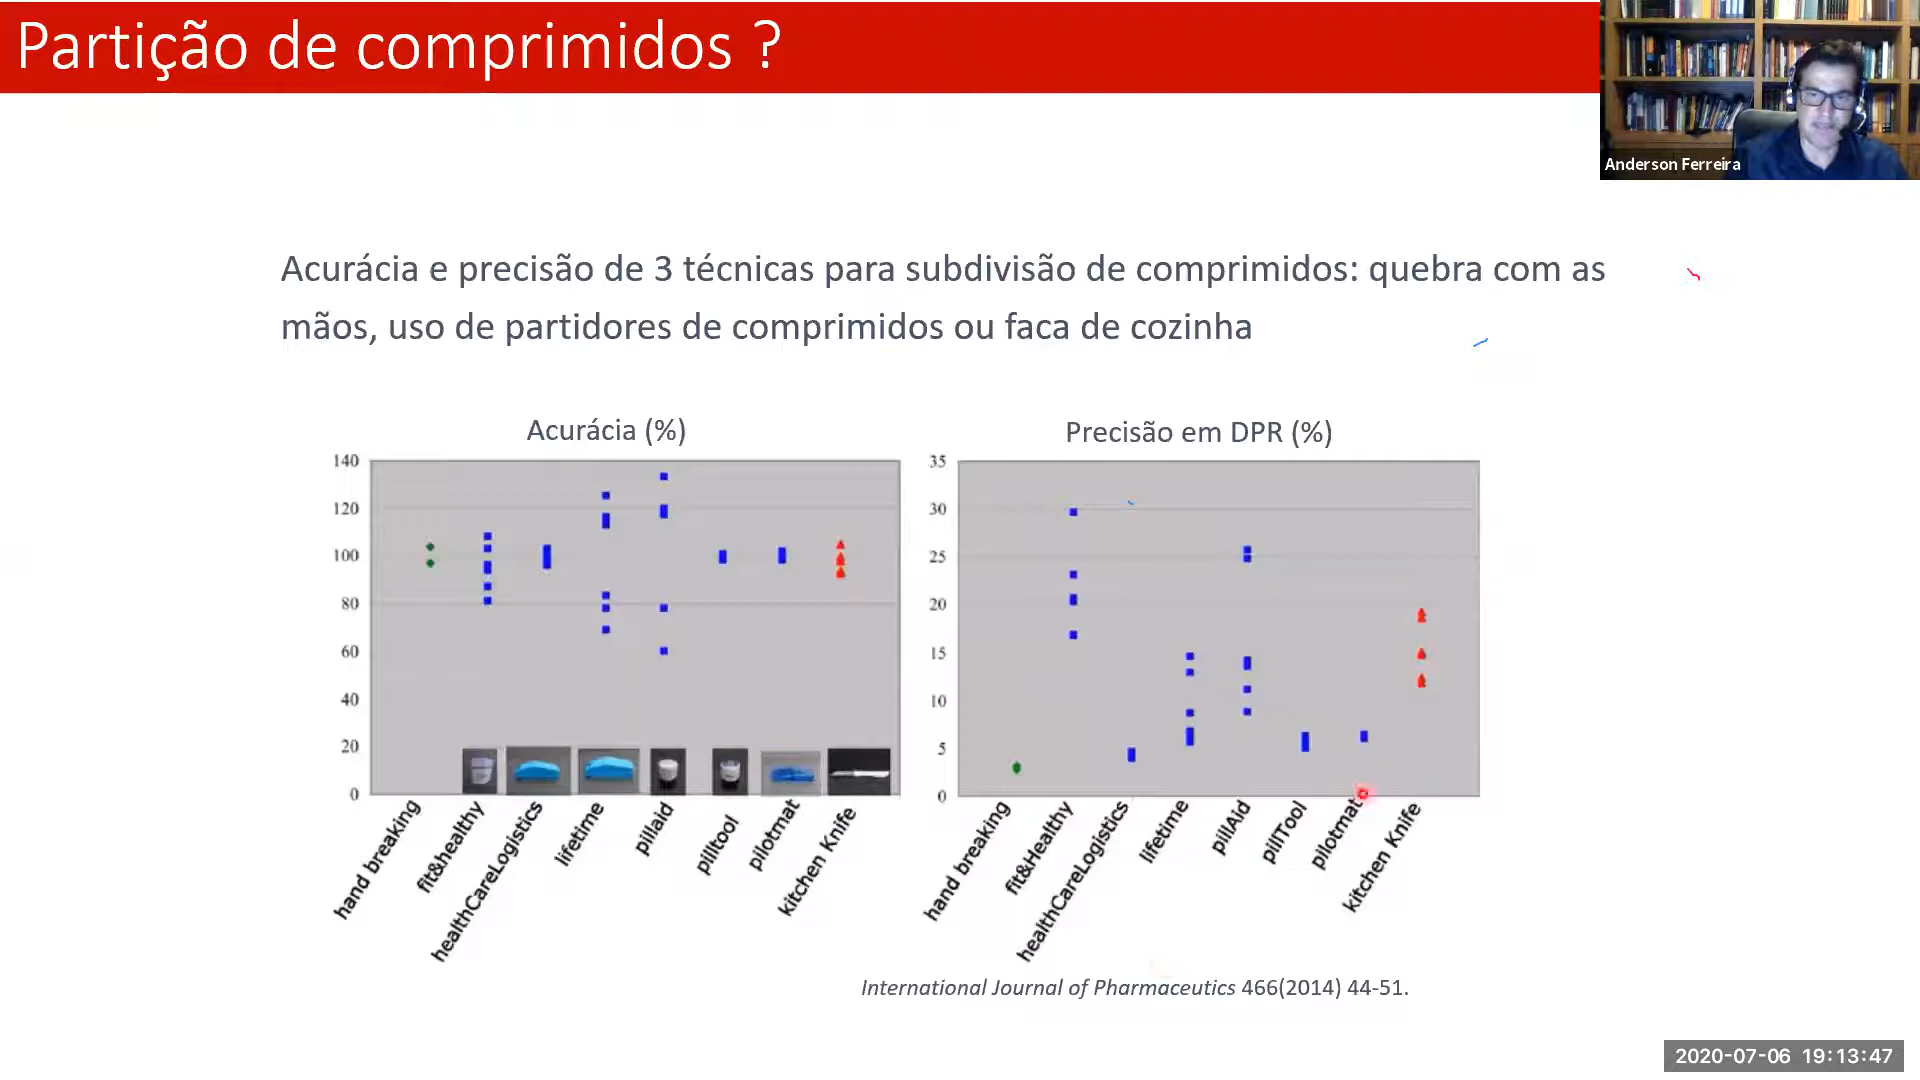 Partição de comprimidos ?
Anderson Ferreira
Acurácia e precisão de 3 técnicas para subdivisão de comprimidos: quebra com as
mãos, uso de partidores de comprimidos ou faca de cozinha
Acurácia (%)
140
120
100
80
60
40
20
0
hand breaking
fit&healthy
healthCareLogistics
lifetime
pillaid
pilltool
pilotmat
kitchen Knife
Precisão em DPR (%)
35
30
25
20
15
10
5
0
hand breaking
fit&Healthy
healthCareLogistics
lifetime
pillAid
pillTool
pilotmat
kitchen Knife
International Journal of Pharmaceutics 466(2014) 44-51.
2020-07-06 19:13:47